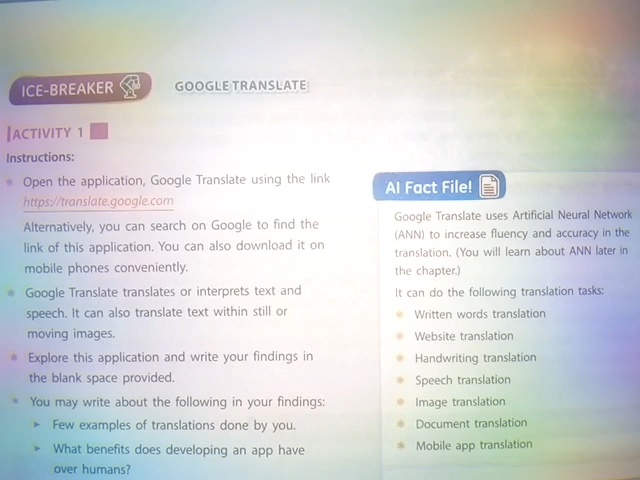 ICE-BREAKER
GOOGLE TRANSLATE
ACTIVITY 1
Instructions:
Open the application, Google Translate using the link
https://translate.google.com
Alternatively, you can search on Google to find the
link of this application. You can also download it on
mobile phones conveniently.
Google Translate translates or interprets text and
speech. It can also translate text within still or
moving images.
Explore this application and write your findings in
the blank space provided.
You may write about the following in your findings:
Few examples of translations done by you.
What benefits does developing an app have
over humans?
AI Fact File!
Google Translate uses Artificial Neural Network
(ANN) to increase fluency and accuracy in the
translation. (You will learn about ANN later in
the chapter.)
It can do the following translation tasks:
Written words translation
Website translation
Handwriting translation
Speech translation
Image translation
Document translation
Mobile app translation